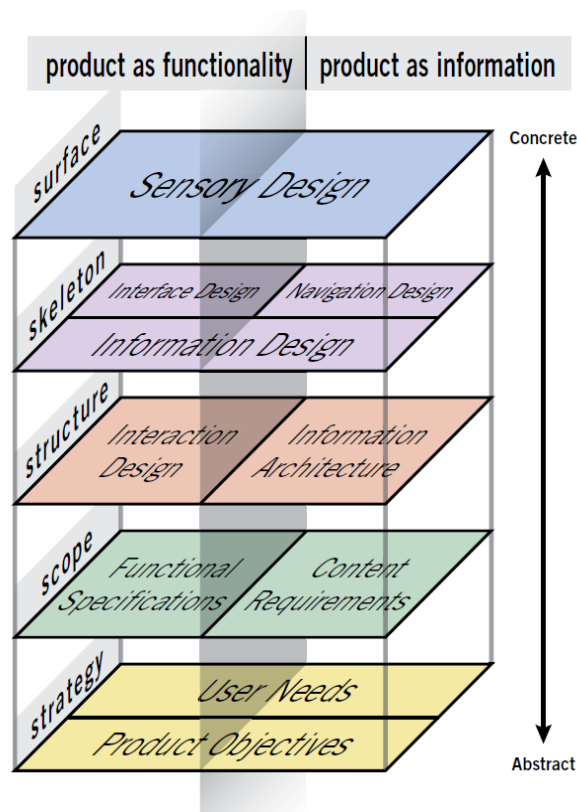 product as functionality
product as information
Concrete
surface
Sensory Design
skeleton
Interface Design
Navigation Design
Information Design
structure
Interaction
Design
Information
Architecture
scope
Functional
Specifications
Content
Requirements
strategy
User Needs
Product Objectives
Abstract